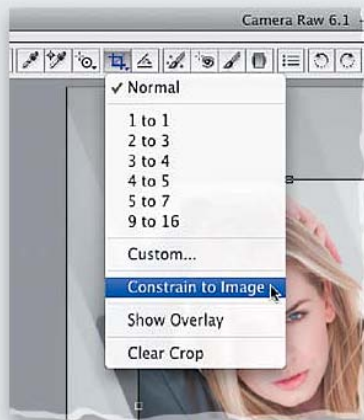 Camera Raw 6.1
✓ Normal
1 to 1
2 to 3
3 to 4
4 to 5
5 to 7
9 to 16
Custom...
Constrain to Image
Show Overlay
Clear Crop